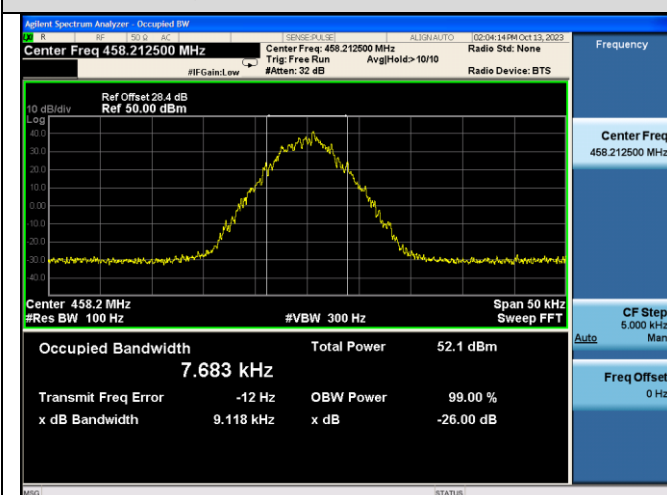 Agilent Spectrum Analyzer - Occupied BW
R RF 50 Ω AC SENSE:PULSE ALIGN AUTO 02:04:14 PM Oct 13, 2023
Center Freq 458.212500 MHz
Center Freq: 458.212500 MHz Radio Std: None
Trig: Free Run Avg|Hold:>10/10
#IFGain:Low #Atten: 32 dB Radio Device: BTS
Ref Offset 28.4 dB
10 dB/div Ref 50.00 dBm
Log
40.0
30.0
20.0
10.0
0.00
-10.0
-20.0
-30.0
-40.0
Center 458.2 MHz Span 50 kHz
#Res BW 100 Hz #VBW 300 Hz Sweep FFT
Occupied Bandwidth Total Power 52.1 dBm
7.683 kHz
Transmit Freq Error -12 Hz OBW Power 99.00 %
x dB Bandwidth 9.118 kHz x dB -26.00 dB
MSG STATUS
Frequency
Center Freq
458.212500 MHz
CF Step
5.000 kHz
Auto Man
Freq Offset
0 Hz